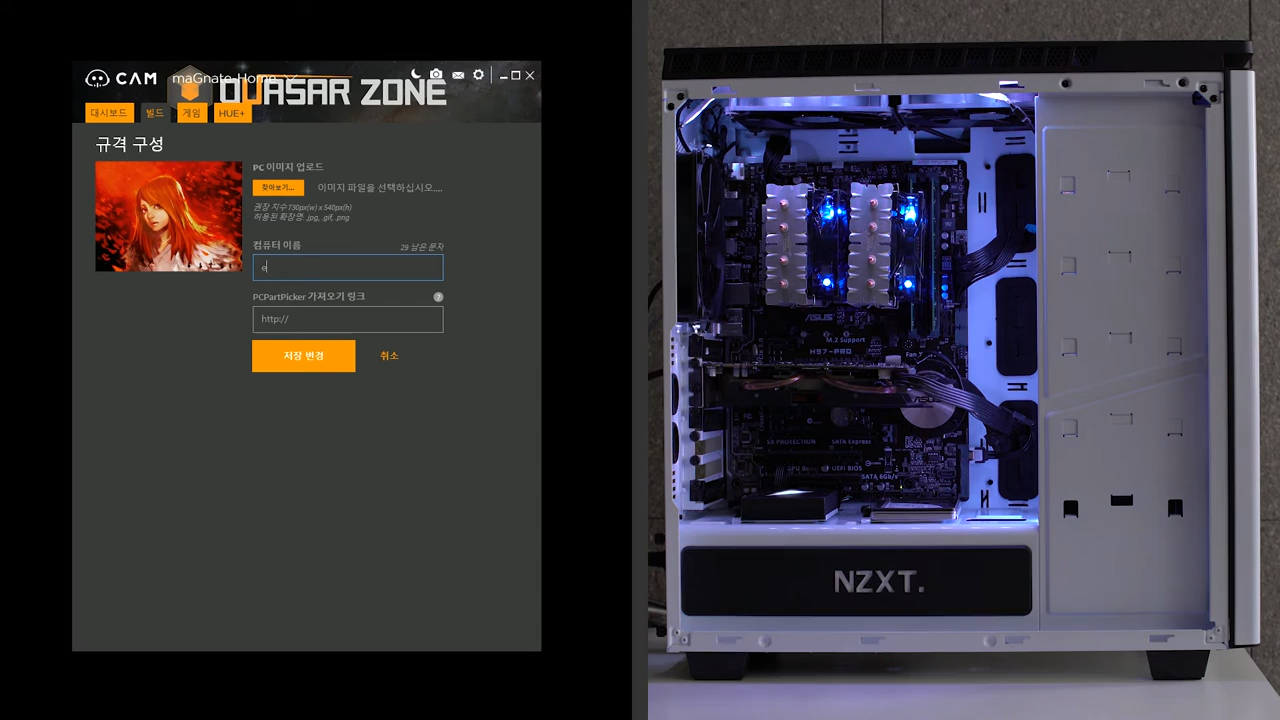 CAM maGnate-Home
QUASAR ZONE
대시보드 빌드 게임 HUE+
규격 구성
PC 이미지 업로드
찾아보기... 이미지 파일을 선택하십시오....
권장 치수 730px(w) x 540px(h)
허용된 확장명: .jpg, .gif, .png
컴퓨터 이름 29 남은 문자
e
PCPartPicker 가져오기 링크 ?
http://
저장 변경 취소
ASUS
M.2 Support
H97-PRO
Fan
ASUS
5X PROTECTION SATA Express
UEFI BIOS
SATA 6Gb/s
NZXT.